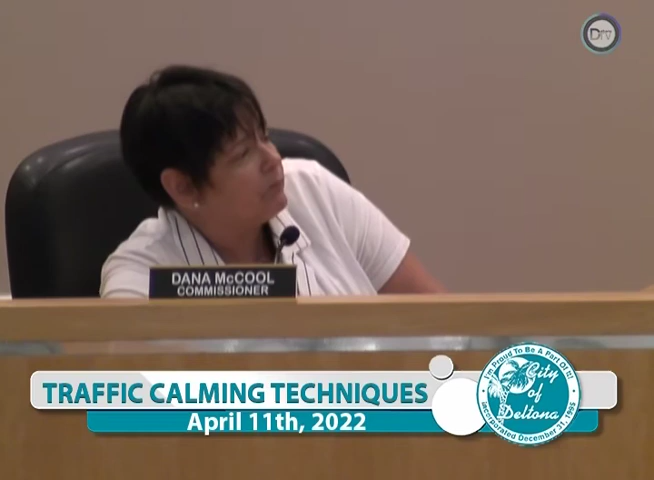 DTV
DANA McCOOL
COMMISSIONER
TRAFFIC CALMING TECHNIQUES
April 11th, 2022
I'm Proud To Be A Part Of It!
City
of
Deltona
Incorporated December 31, 1995